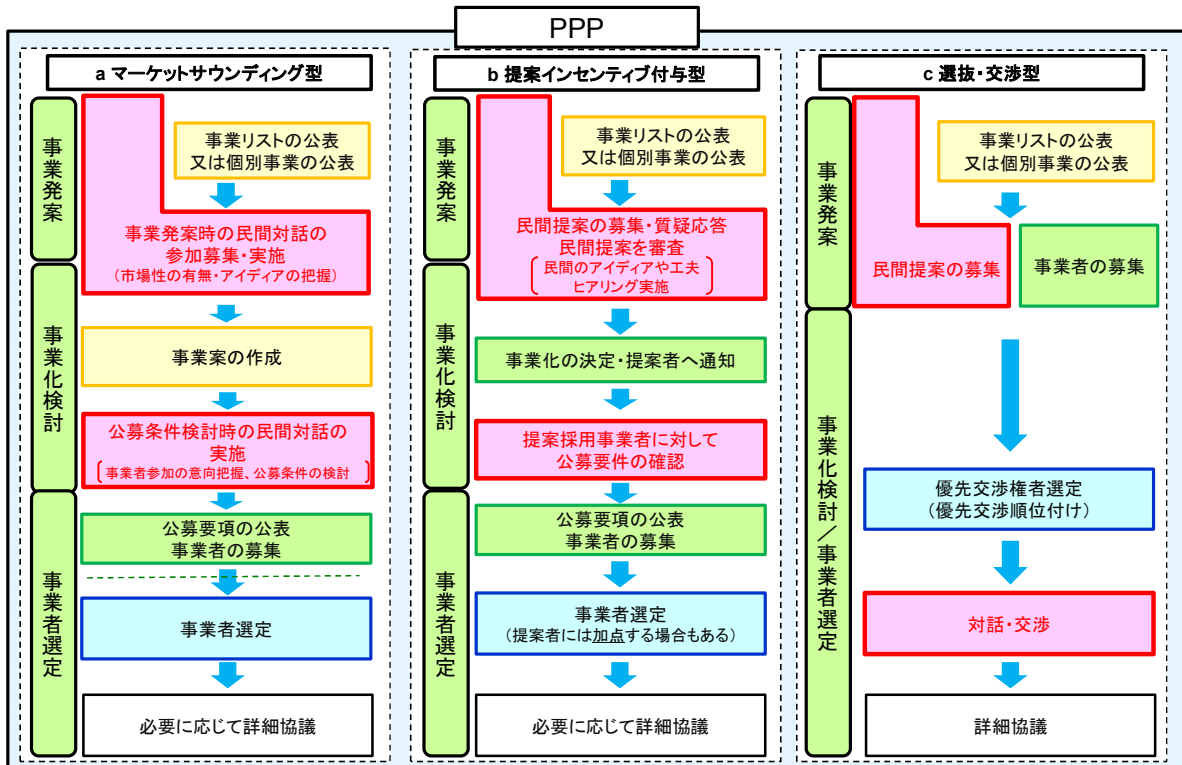 PPP
a マーケットサウンディング型
事業発案
事業リストの公表
又は個別事業の公表
事業発案時の民間対話の
参加募集・実施
(市場性の有無・アイディアの把握)
事業化検討
事業案の作成
公募条件検討時の民間対話の
実施
事業者参加の意向把握、公募条件の検討
事業者選定
公募要項の公表
事業者の募集
事業者選定
必要に応じて詳細協議
b 提案インセンティブ付与型
事業発案
事業リストの公表
又は個別事業の公表
民間提案の募集・質疑応答
民間提案を審査
民間のアイディアや工夫
ヒアリング実施
事業化検討
事業化の決定・提案者へ通知
提案採用事業者に対して
公募要件の確認
事業者選定
公募要項の公表
事業者の募集
事業者選定
(提案者には加点する場合もある)
必要に応じて詳細協議
c 選抜・交渉型
事業発案
事業リストの公表
又は個別事業の公表
民間提案の募集
事業者の募集
事業化検討/事業者選定
優先交渉権者選定
(優先交渉順位付け)
対話・交渉
詳細協議